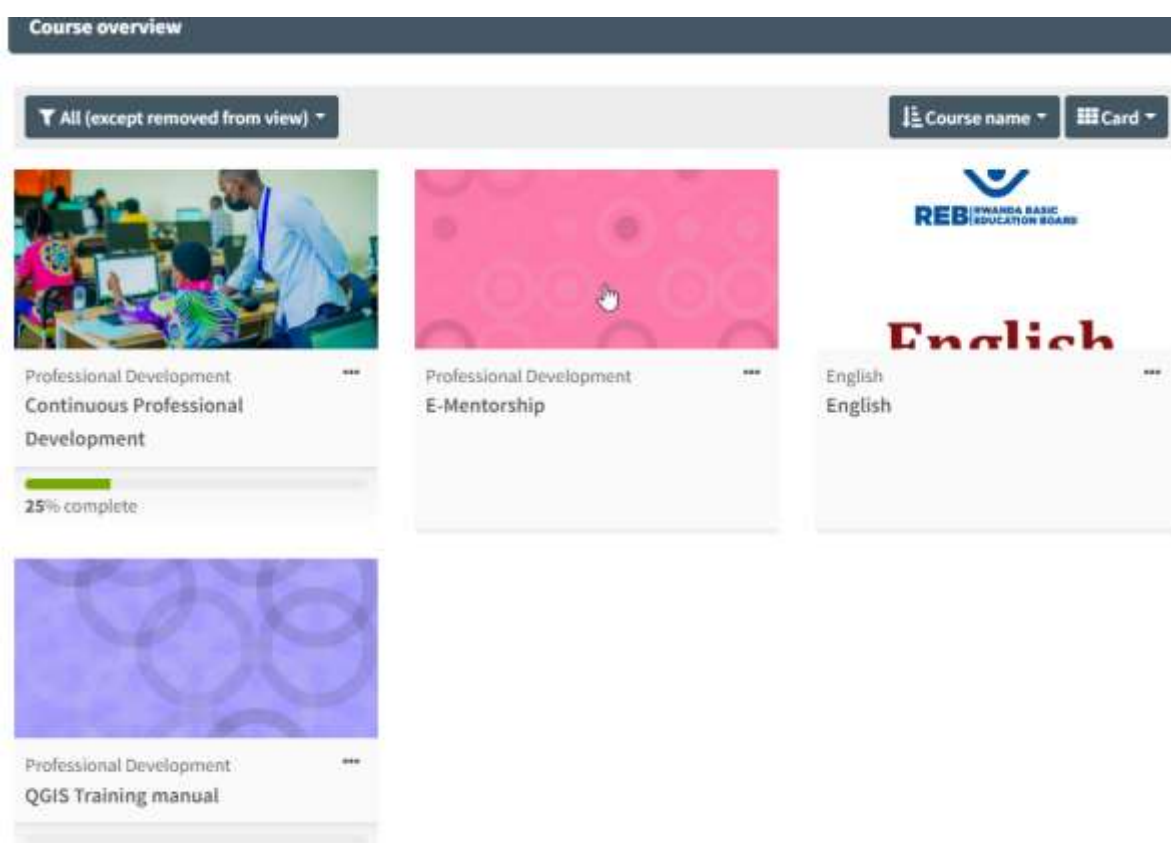 Course overview
All (except removed from view)
Course name
Card
REB RWANDA BASIC
EDUCATION BOARD
English
Professional Development
Continuous Professional
Development
25% complete
Professional Development
E-Mentorship
English
English
Professional Development
QGIS Training manual